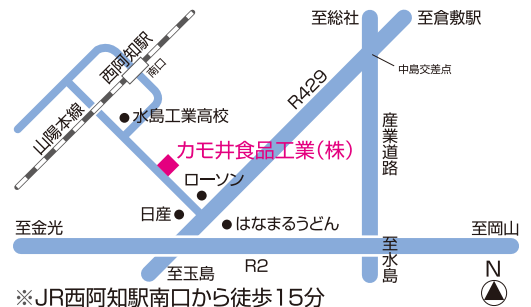 至総社
至倉敷駅
西阿知駅
南口
中島交差点
R429
山陽本線
水島工業高校
産業道路
カモ井食品工業(株)
ローソン
日産
はなまるうどん
至金光
至岡山
至水島
R2
至玉島
N
※JR西阿知駅南口から徒歩15分